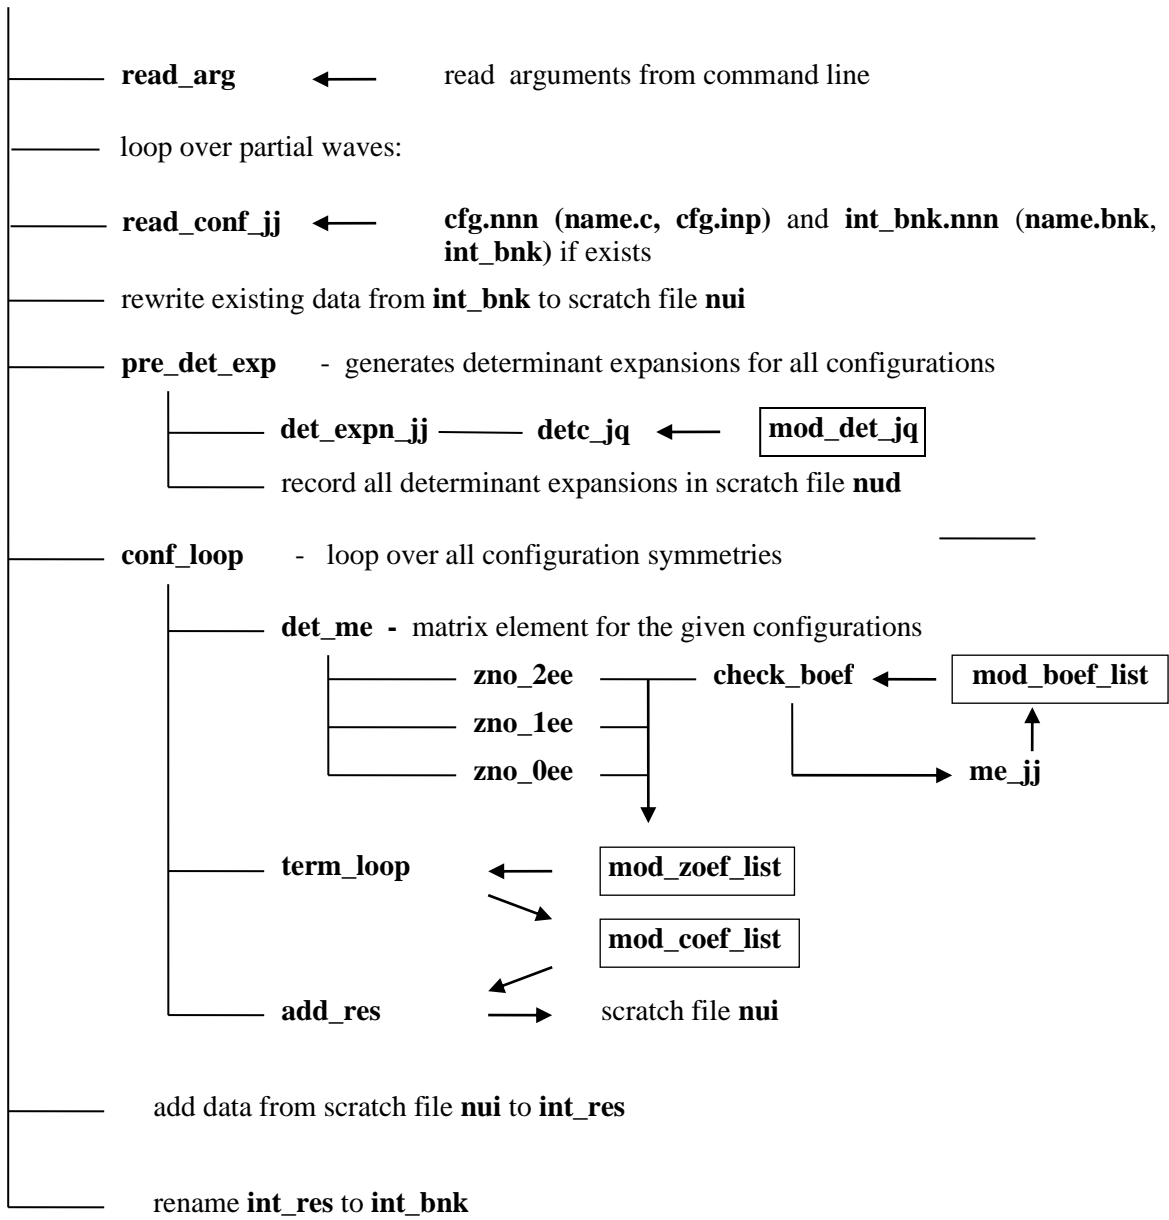 read_arg read arguments from command line
loop over partial waves:
read_conf_jj cfg.nnn (name.c, cfg.inp) and int_bnk.nnn (name.bnk,
int_bnk) if exists
rewrite existing data from int_bnk to scratch file nui
pre_det_exp - generates determinant expansions for all configurations
det_expn_jj detc_jq mod_det_jq
record all determinant expansions in scratch file nud
conf_loop - loop over all configuration symmetries
det_me - matrix element for the given configurations
zno_2ee check_boef mod_boef_list
zno_1ee
zno_0ee me_jj
term_loop mod_zoef_list
mod_coef_list
add_res scratch file nui
add data from scratch file nui to int_res
rename int_res to int_bnk